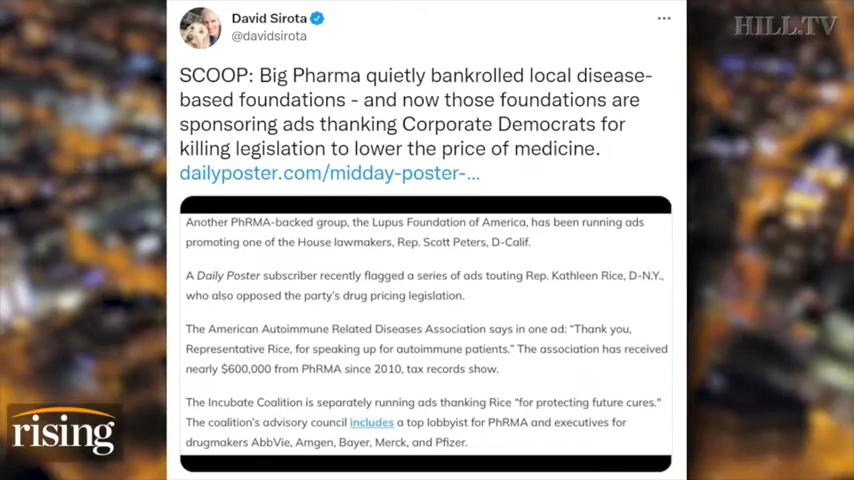 HILL.TV
David Sirota
@davidsirota
SCOOP: Big Pharma quietly bankrolled local disease-
based foundations - and now those foundations are
sponsoring ads thanking Corporate Democrats for
killing legislation to lower the price of medicine.
dailyposter.com/midday-poster-...
Another PhRMA-backed group, the Lupus Foundation of America, has been running ads
promoting one of the House lawmakers, Rep. Scott Peters, D-Calif.
A Daily Poster subscriber recently flagged a series of ads touting Rep. Kathleen Rice, D-N.Y.,
who also opposed the party's drug pricing legislation.
The American Autoimmune Related Diseases Association says in one ad: “Thank you,
Representative Rice, for speaking up for autoimmune patients.” The association has received
nearly $600,000 from PhRMA since 2010, tax records show.
The Incubate Coalition is separately running ads thanking Rice “for protecting future cures."
The coalition's advisory council includes a top lobbyist for PhRMA and executives for
drugmakers AbbVie, Amgen, Bayer, Merck, and Pfizer.
rising